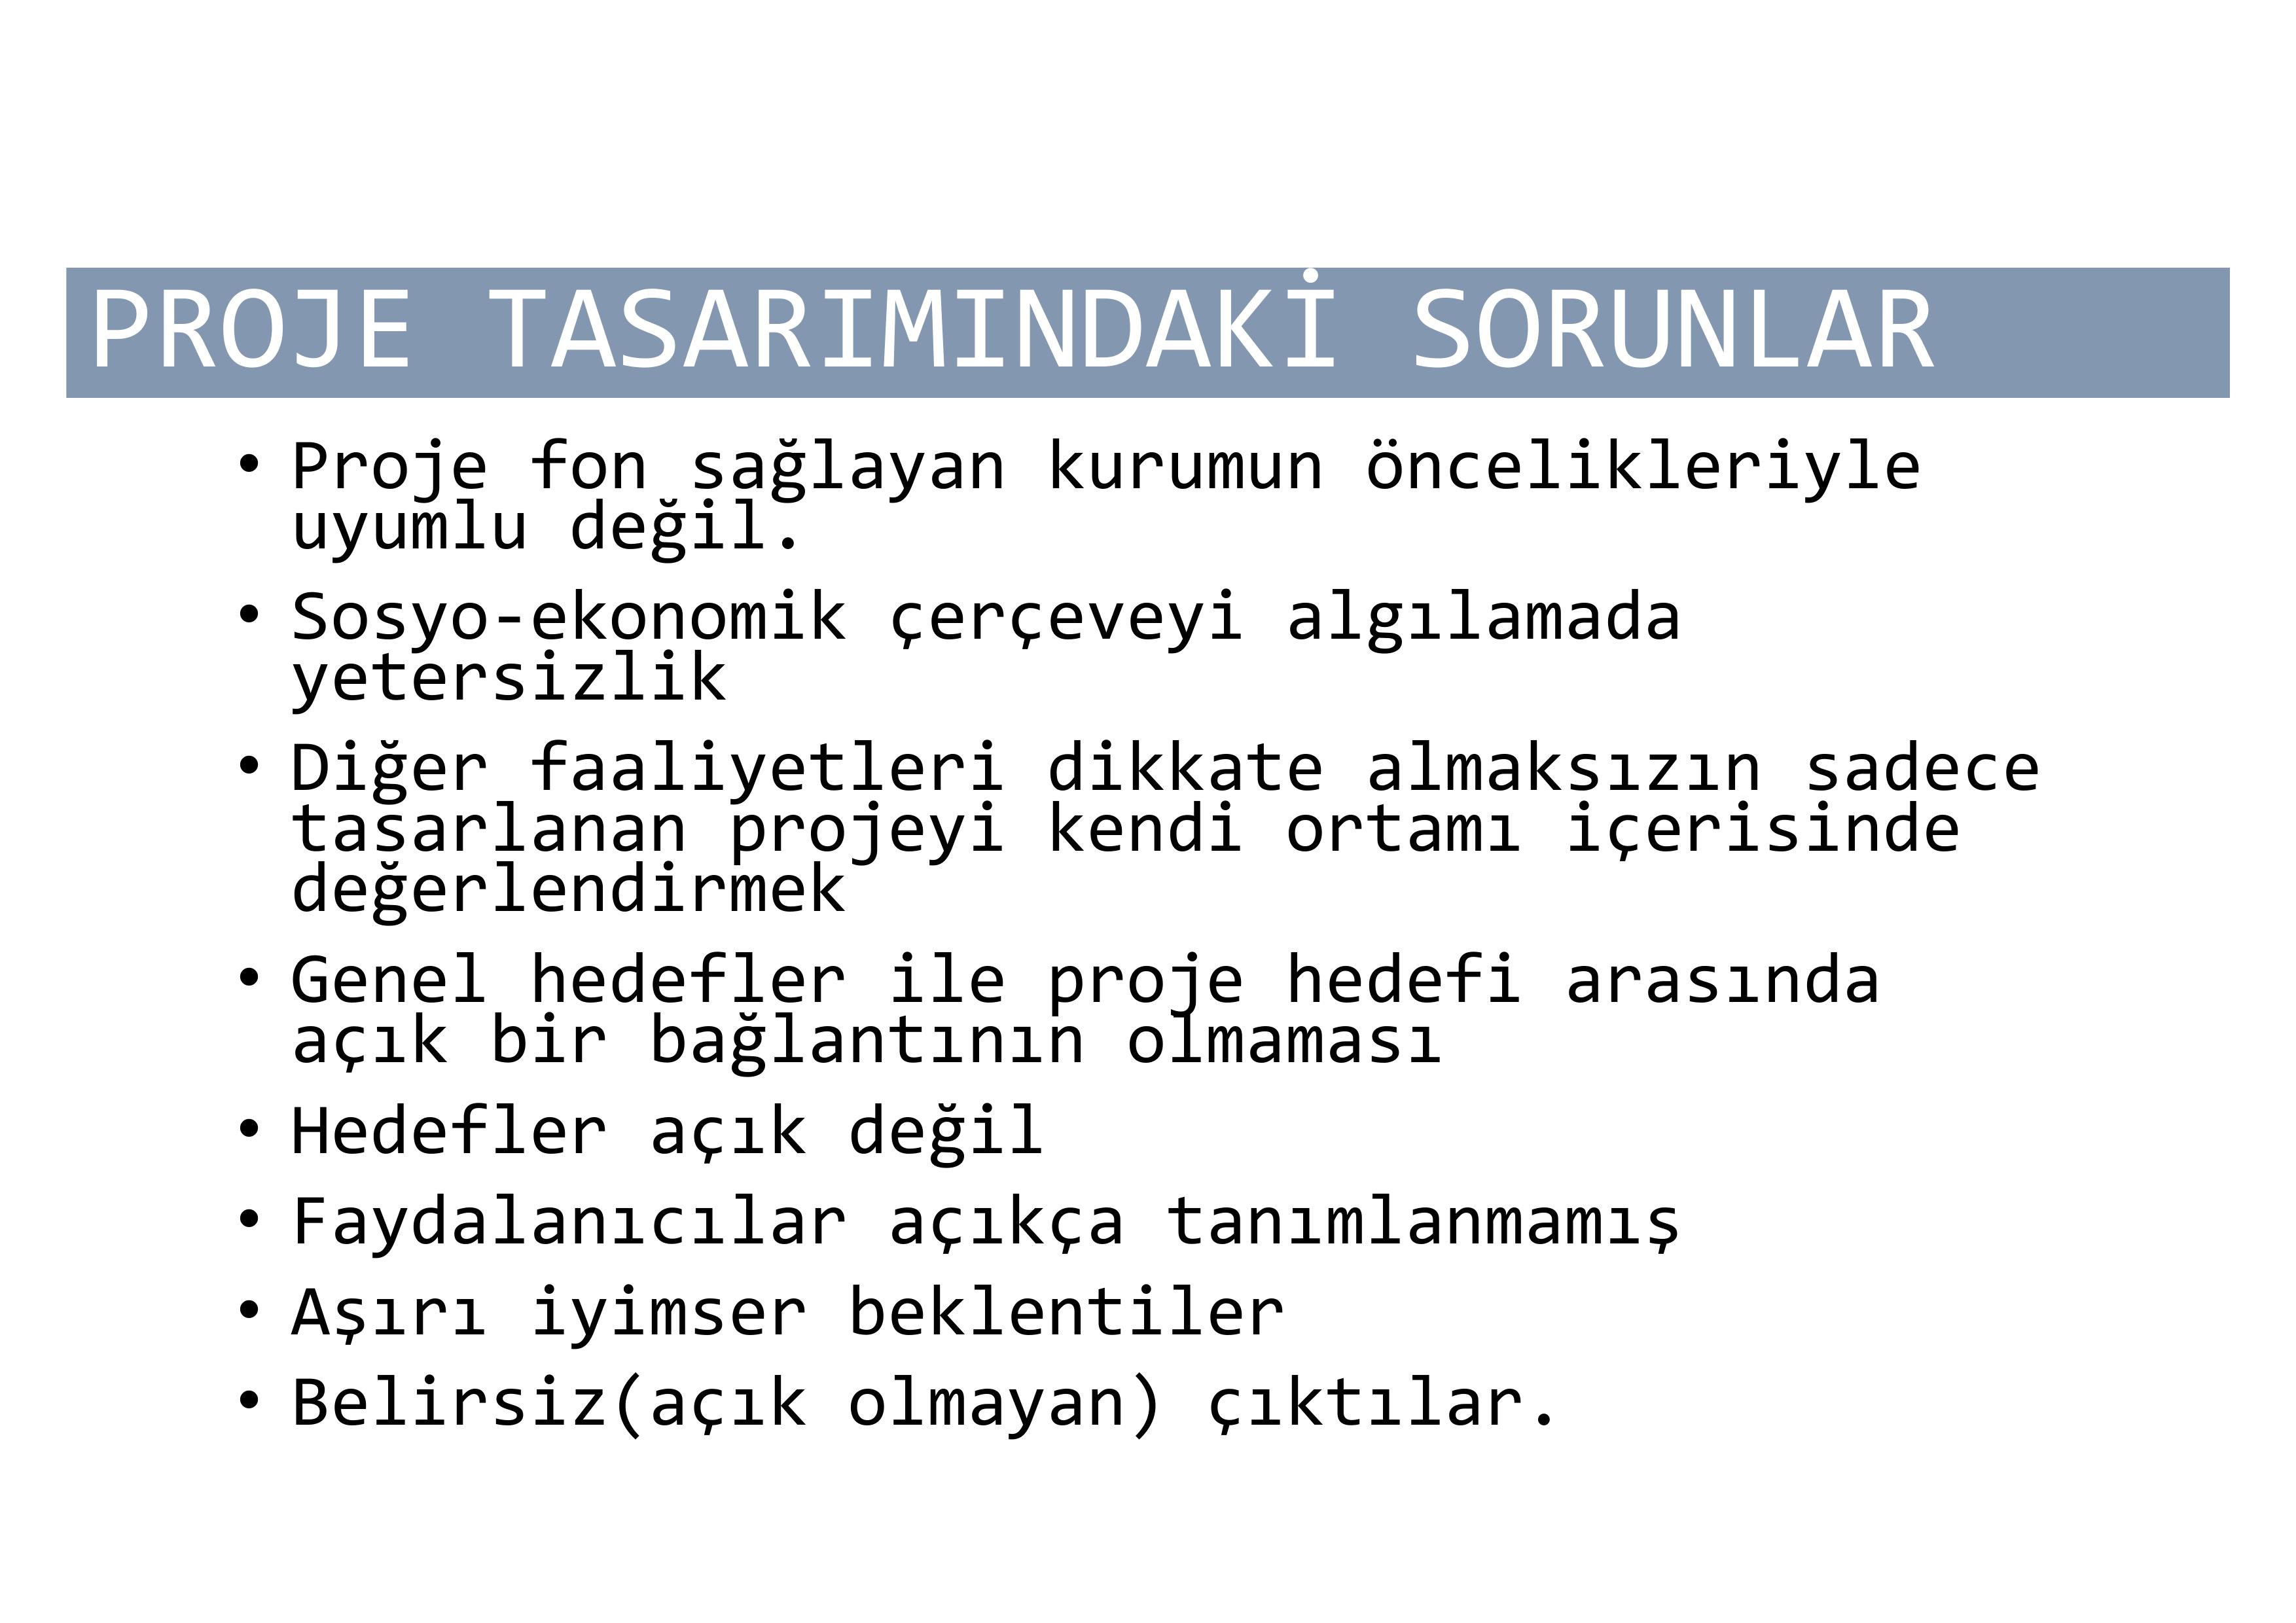 PROJE TASARIMINDAKİ SORUNLAR
• Proje fon sağlayan kurumun öncelikleriyle
uyumlu değil.
• Sosyo-ekonomik çerçeveyi algılamada
yetersizlik
• Diğer faaliyetleri dikkate almaksızın sadece
tasarlanan projeyi kendi ortamı içerisinde
değerlendirmek
• Genel hedefler ile proje hedefi arasında
açık bir bağlantının olmaması
• Hedefler açık değil
• Faydalanıcılar açıkça tanımlanmamış
• Aşırı iyimser beklentiler
• Belirsiz(açık olmayan) çıktılar.